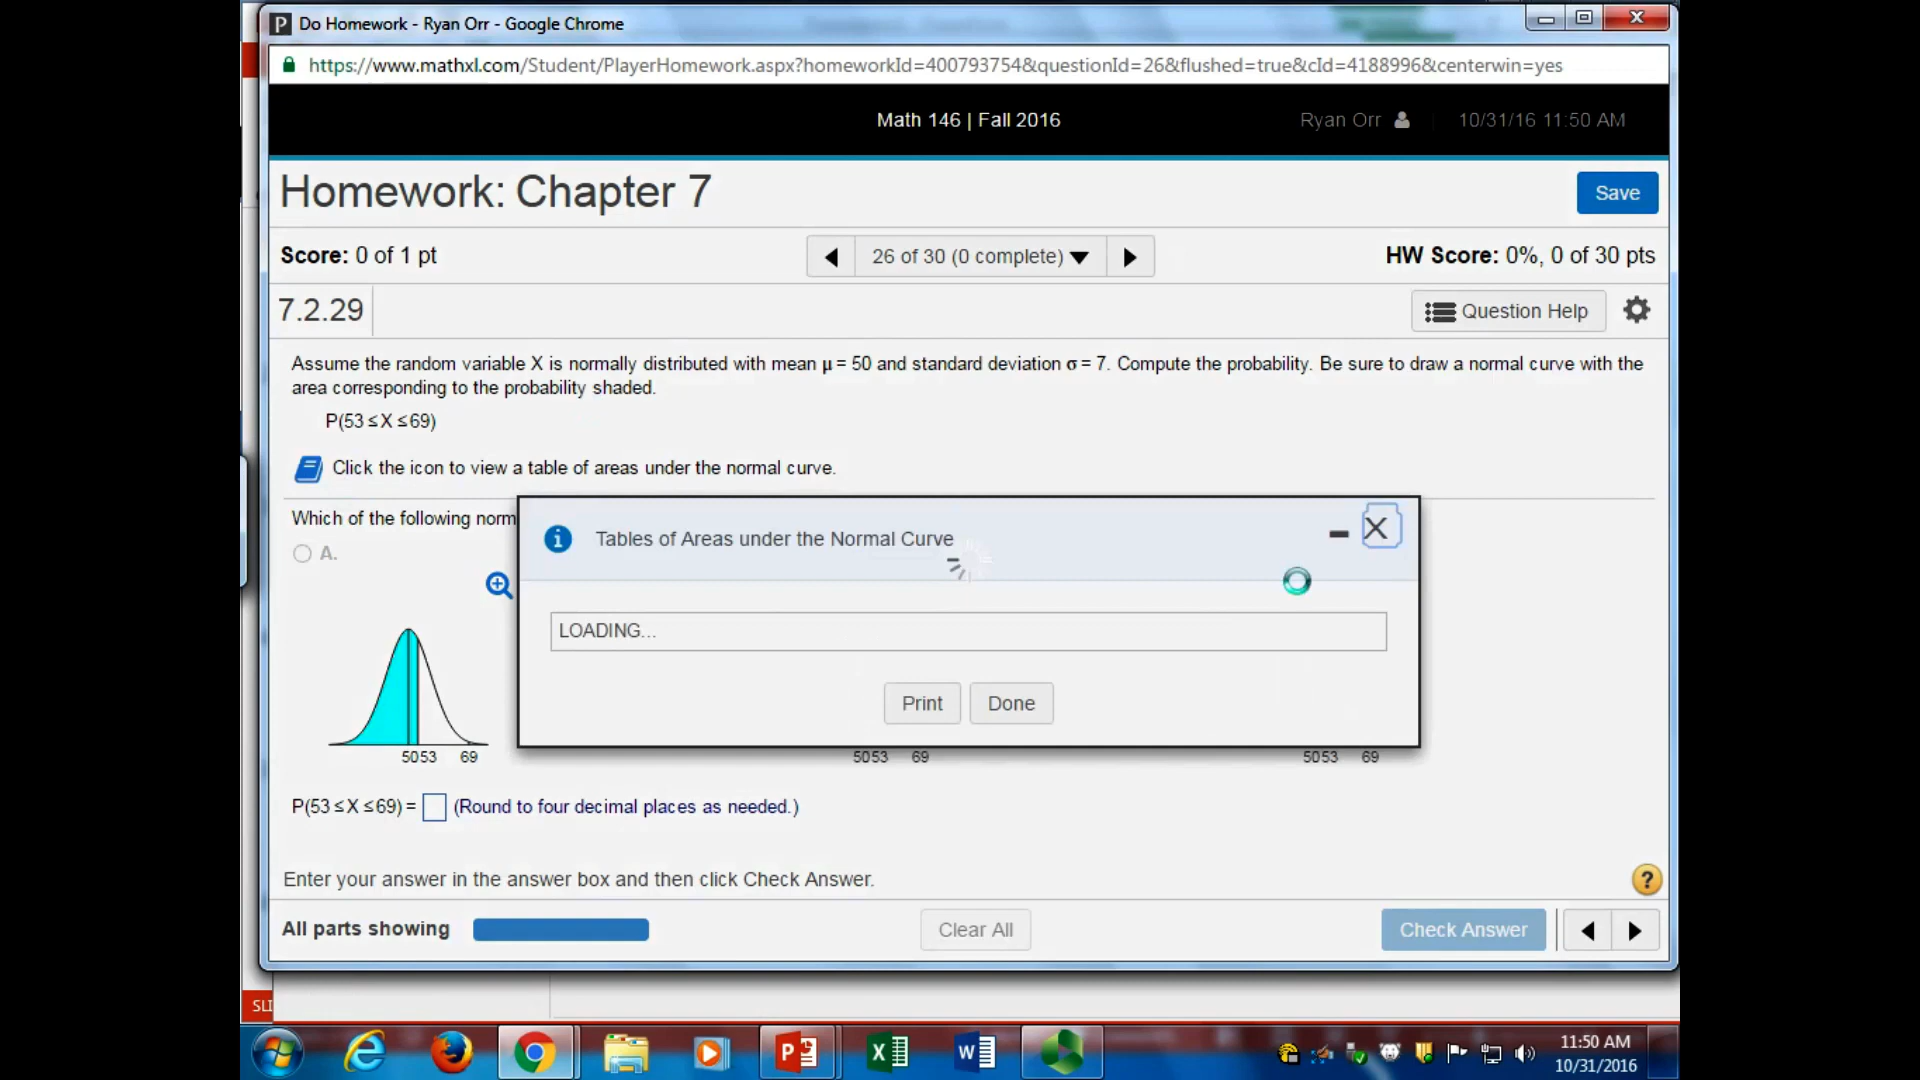 Do Homework - Ryan Orr - Google Chrome
https://www.mathxl.com/Student/PlayerHomework.aspx?homeworkId=400793754&questionId=26&flushed=true&cId=4188996&centerwin=yes
Math 146 | Fall 2016
Ryan Orr
10/31/16 11:50 AM
Homework: Chapter 7
Save
Score: 0 of 1 pt
26 of 30 (0 complete)
HW Score: 0%, 0 of 30 pts
7.2.29
Question Help
Assume the random variable X is normally distributed with mean μ = 50 and standard deviation σ = 7. Compute the probability. Be sure to draw a normal curve with the
area corresponding to the probability shaded.
P(53 ≤ X ≤ 69)
Click the icon to view a table of areas under the normal curve.
Which of the following norm
A.
Tables of Areas under the Normal Curve
LOADING...
Print
Done
5053 69
5053 69
5053 69
P(53 ≤ X ≤ 69) = (Round to four decimal places as needed.)
Enter your answer in the answer box and then click Check Answer.
All parts showing
Clear All
Check Answer
SLI
11:50 AM
10/31/2016